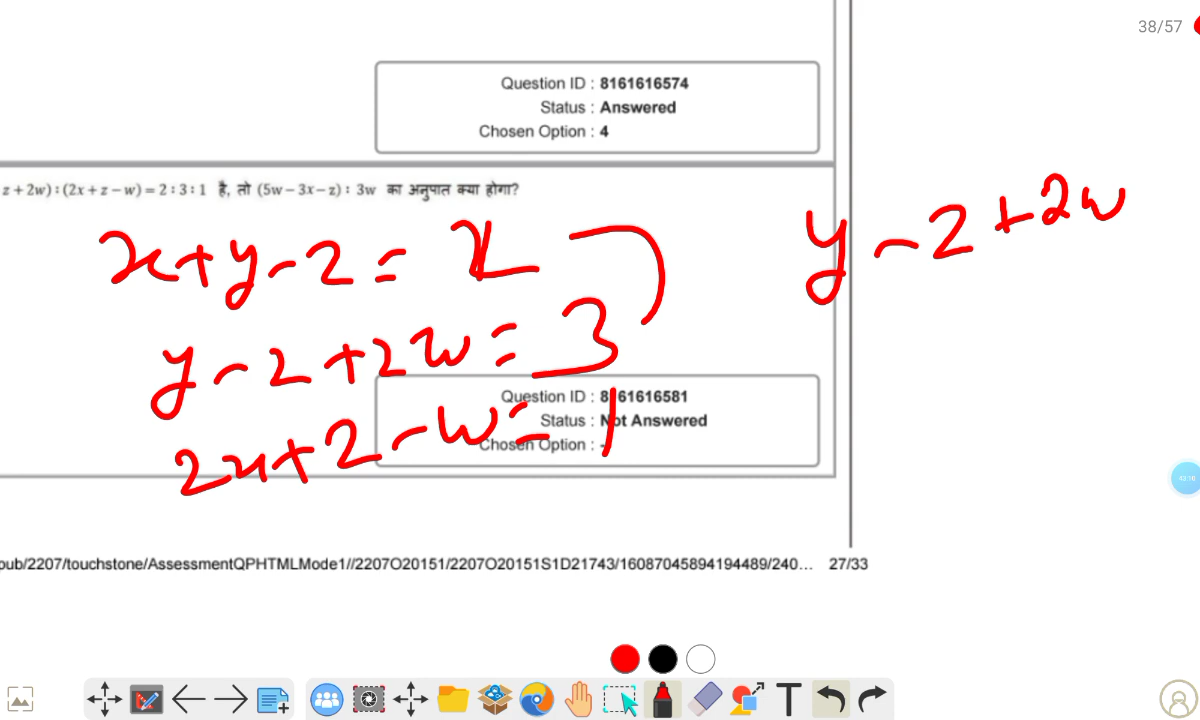 38/57
Question ID : 8161616574
Status : Answered
Chosen Option : 4
z + 2w) : (2x + z − w) = 2 : 3 : 1 है, तो (5w − 3x − z) : 3w का अनुपात क्या होगा?
x+y-z=2
y-z+2w
y-z+2w=3
2x+z-w=1
Question ID : 8161616581
Status : Not Answered
Chosen Option : -
pub/2207/touchstone/AssessmentQPHTMLMode1//2207O20151/2207O20151S1D21743/16087045894194489/240... 27/33
T